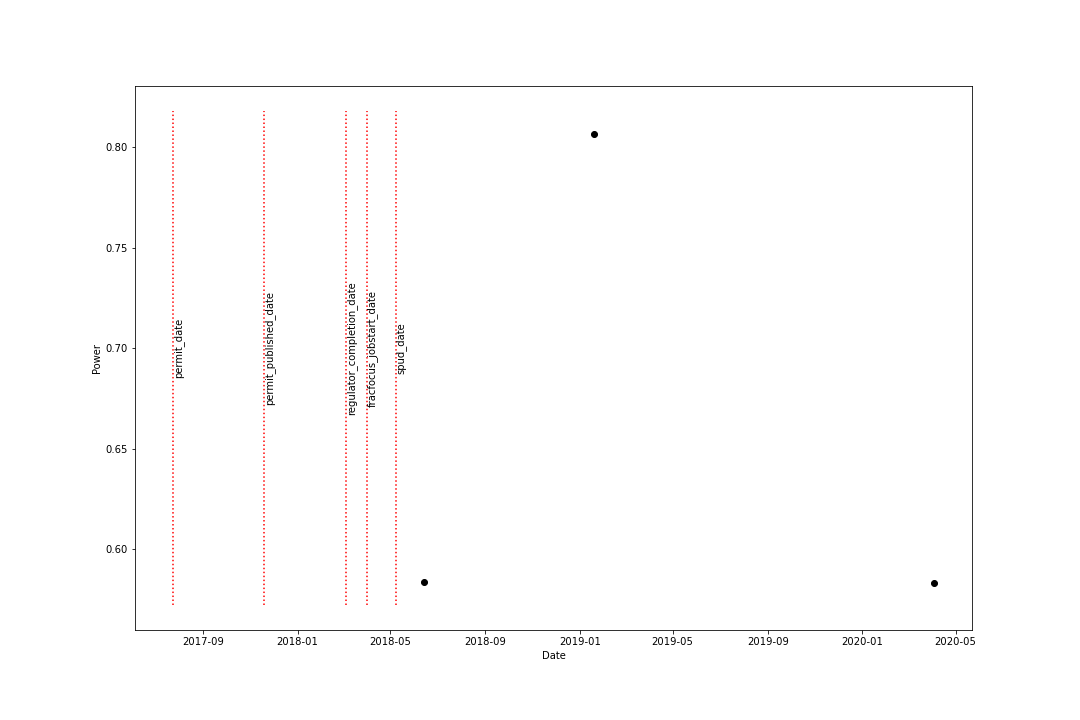 0.80
0.75
0.70
0.65
0.60
Power
permit_date
permit_published_date
regulator_completion_date
fracfocus_jobstart_date
spud_date
2017-09
2018-01
2018-05
2018-09
2019-01
2019-05
2019-09
2020-01
2020-05
Date